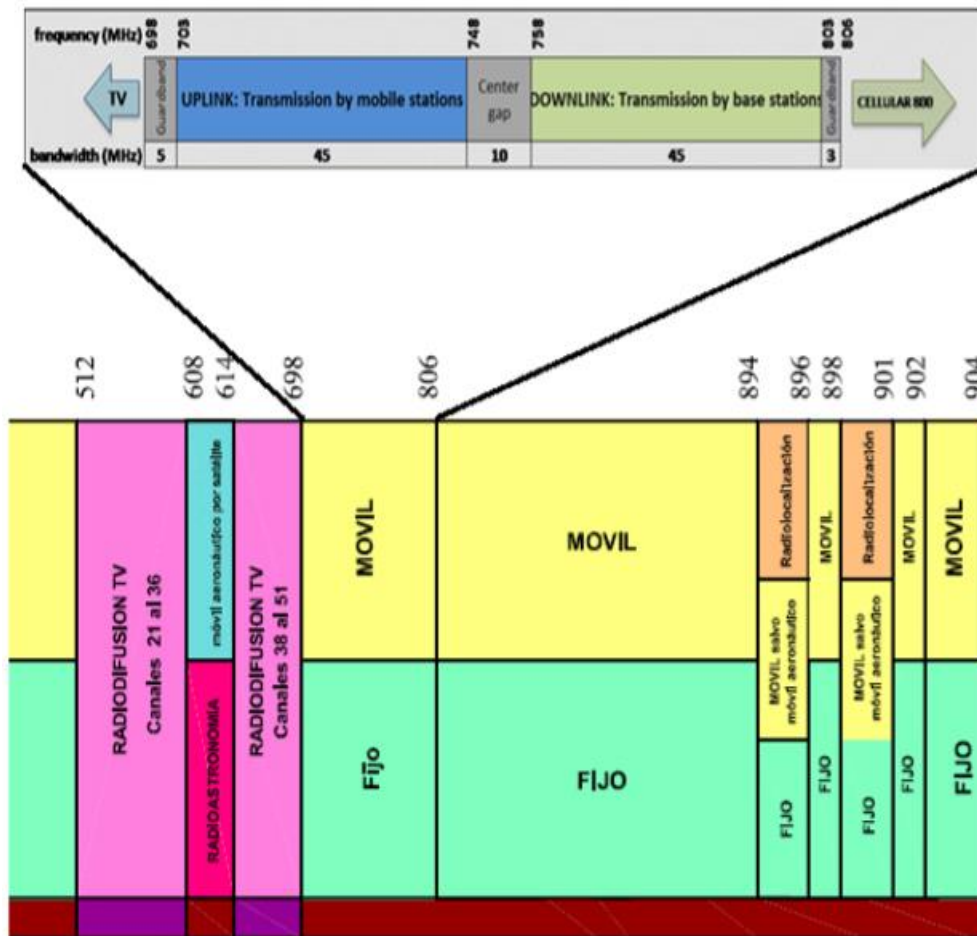 frequency (MHz) 698 703 748 758 803 806
TV Guardband UPLINK: Transmission by mobile stations Center gap DOWNLINK: Transmission by base stations Guardband CELLULAR 800
bandwidth (MHz) 5 45 10 45 3
512 608 614 698 806 894 896 898 901 902 904
RADIODIFUSION TV
Canales 21 al 36
móvil aeronáutico por satélite
RADIOASTRONOMIA
RADIODIFUSION TV
Canales 38 al 51
MOVIL
Fijo
MOVIL
FIJO
Radiolocalización
MOVIL salvo
móvil aeronáutico
FIJO
MOVIL
FIJO
Radiolocalización
MOVIL salvo
móvil aeronáutico
FIJO
MOVIL
FIJO
MOVIL
FIJO